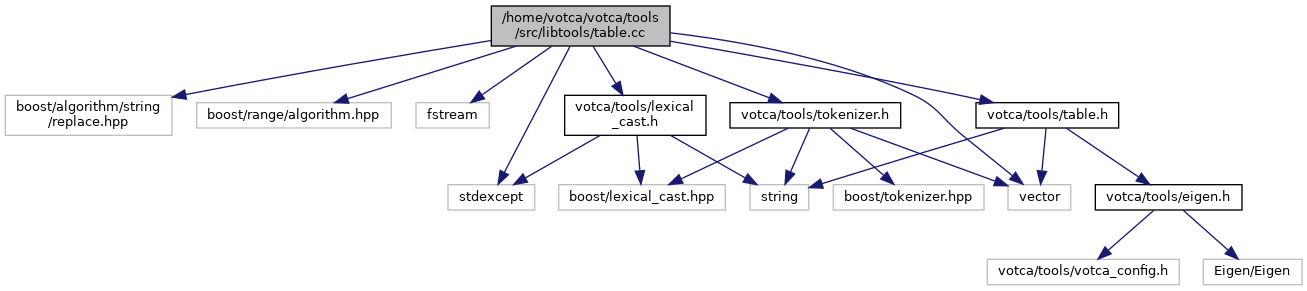 /home/votca/votca/tools
/src/libtools/table.cc
boost/algorithm/string
/replace.hpp
boost/range/algorithm.hpp
fstream
votca/tools/lexical
_cast.h
votca/tools/tokenizer.h
votca/tools/table.h
stdexcept
boost/lexical_cast.hpp
string
boost/tokenizer.hpp
vector
votca/tools/eigen.h
votca/tools/votca_config.h
Eigen/Eigen